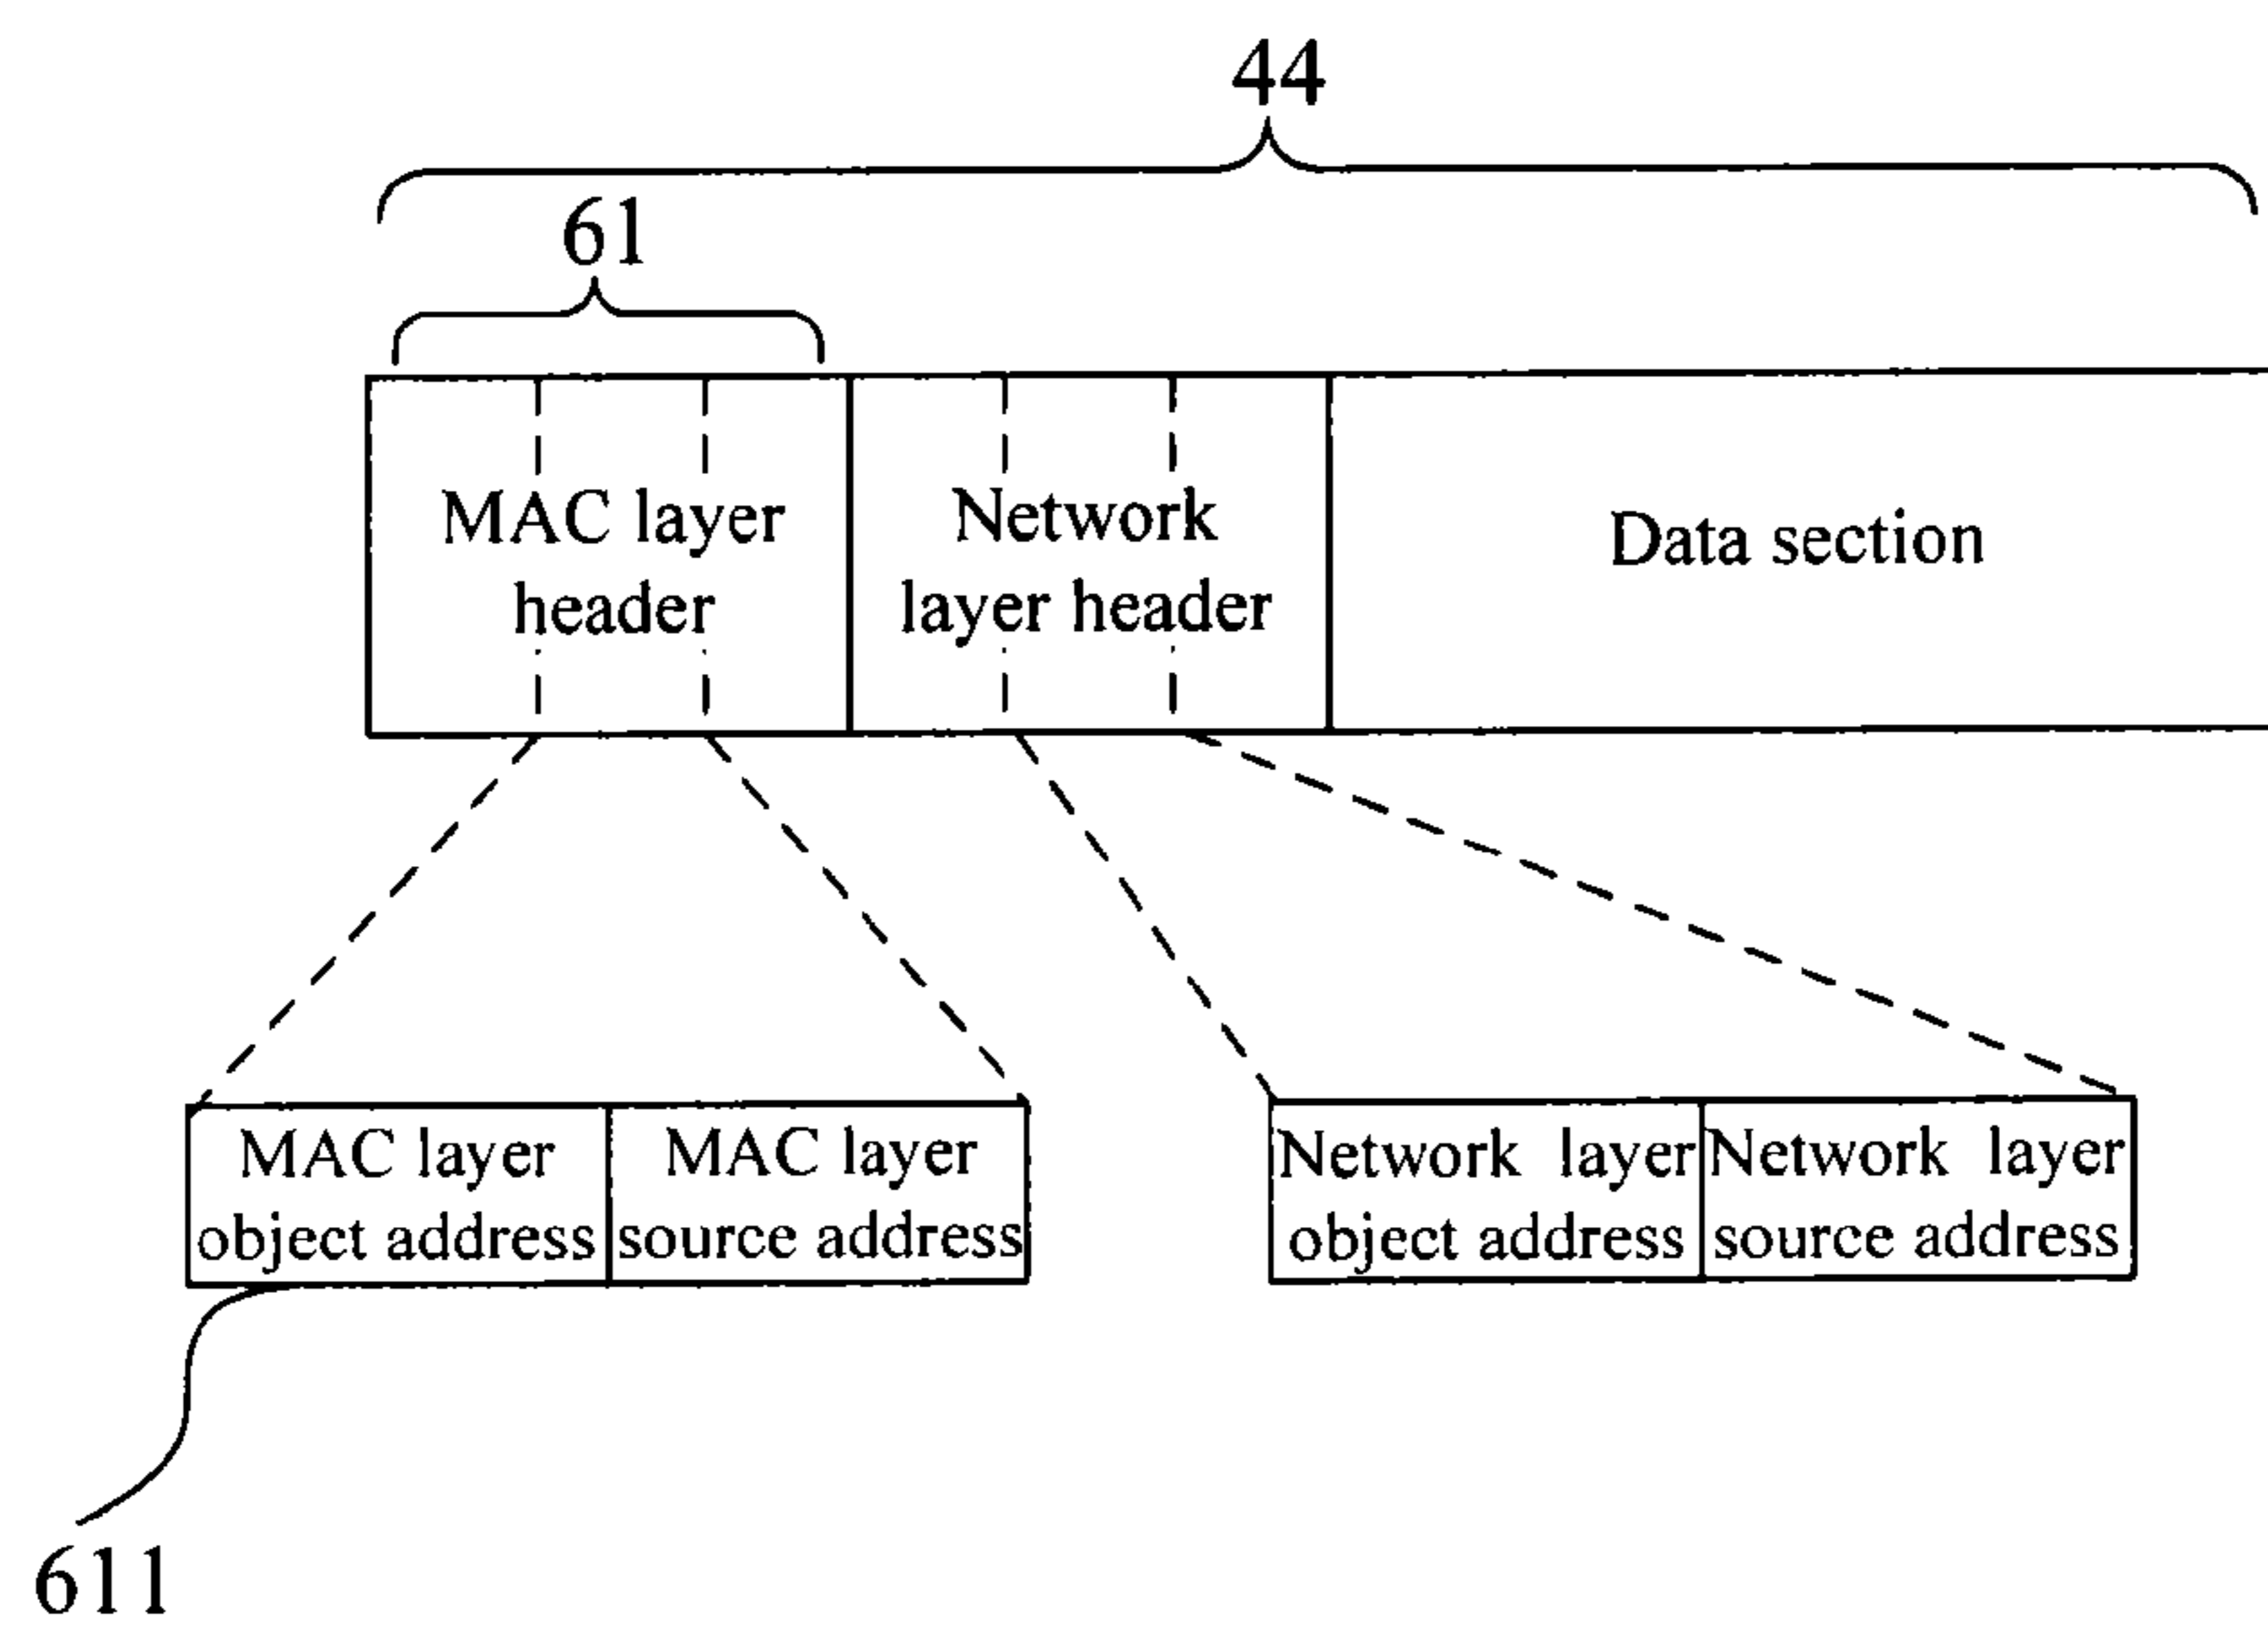 44
61
MAC layer
header
Network
layer header
Data section
MAC layer
object address
MAC layer
source address
Network layer
object address
Network layer
source address
611